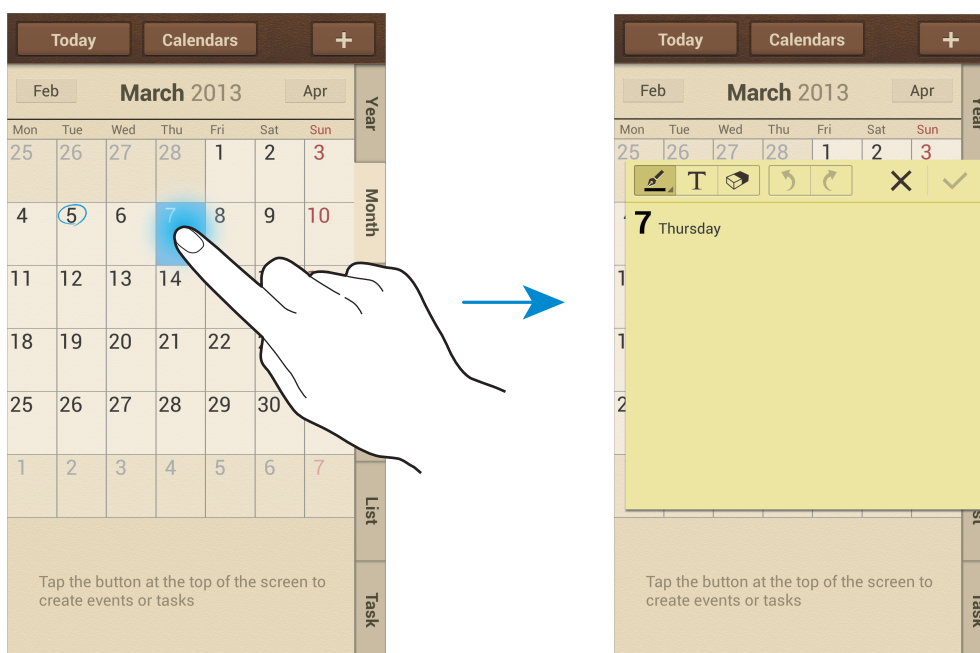 Today Calendars +
Feb March 2013 Apr
Mon Tue Wed Thu Fri Sat Sun
25 26 27 28 1 2 3
4 5 6 7 8 9 10
11 12 13 14
18 19 20 21 22
25 26 27 28 29 30
1 2 3 4 5 6 7
Tap the button at the top of the screen to
create events or tasks
Year
Month
List
Task
Today Calendars +
Feb March 2013 Apr
Mon Tue Wed Thu Fri Sat Sun
25 26 27 28 1 2 3
T
7 Thursday
Tap the button at the top of the screen to
create events or tasks
Year
Task